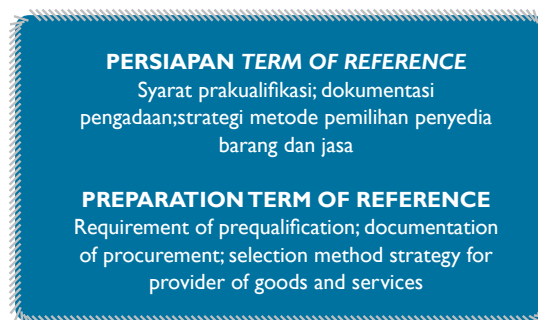 PERSIAPAN TERM OF REFERENCE
Syarat prakualifikasi; dokumentasi
pengadaan;strategi metode pemilihan penyedia
barang dan jasa
PREPARATION TERM OF REFERENCE
Requirement of prequalification; documentation
of procurement; selection method strategy for
provider of goods and services